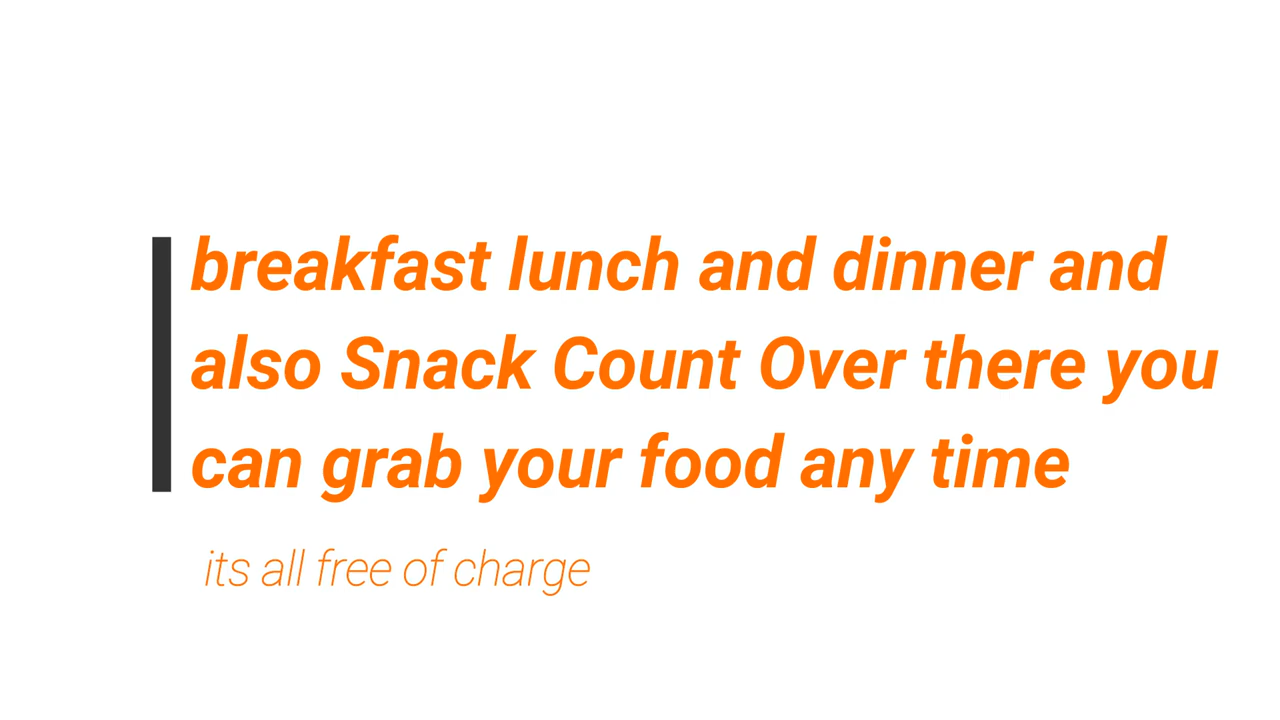 breakfast lunch and dinner and
also Snack Count Over there you
can grab your food any time
its all free of charge